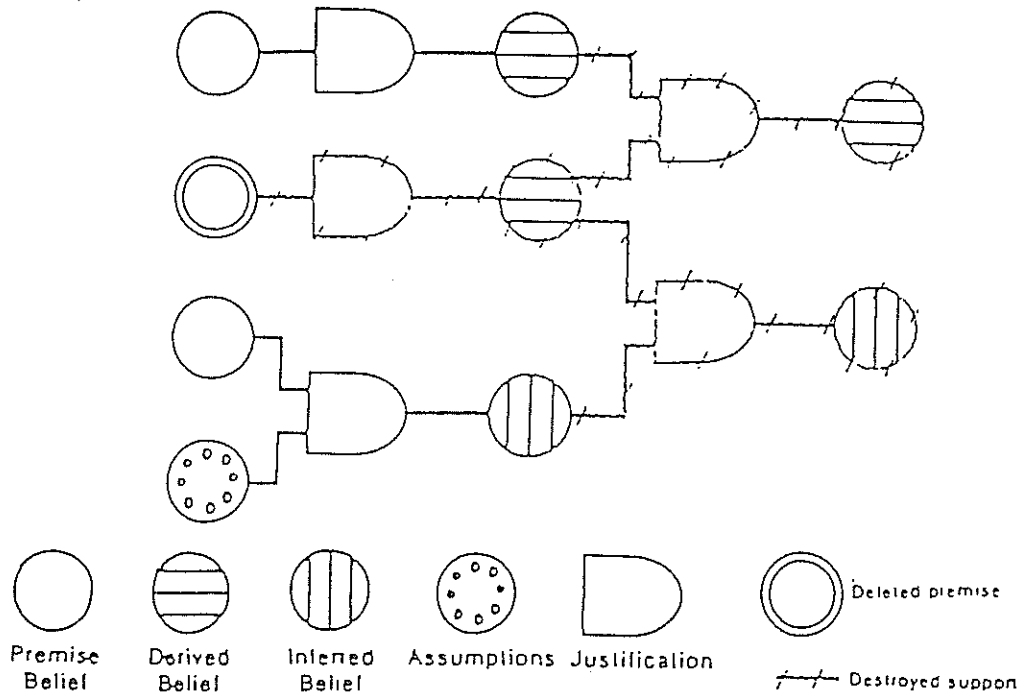 Deleted premise
Premise Belief
Derived Belief
Inferred Belief
Assumptions
Justification
Destroyed support